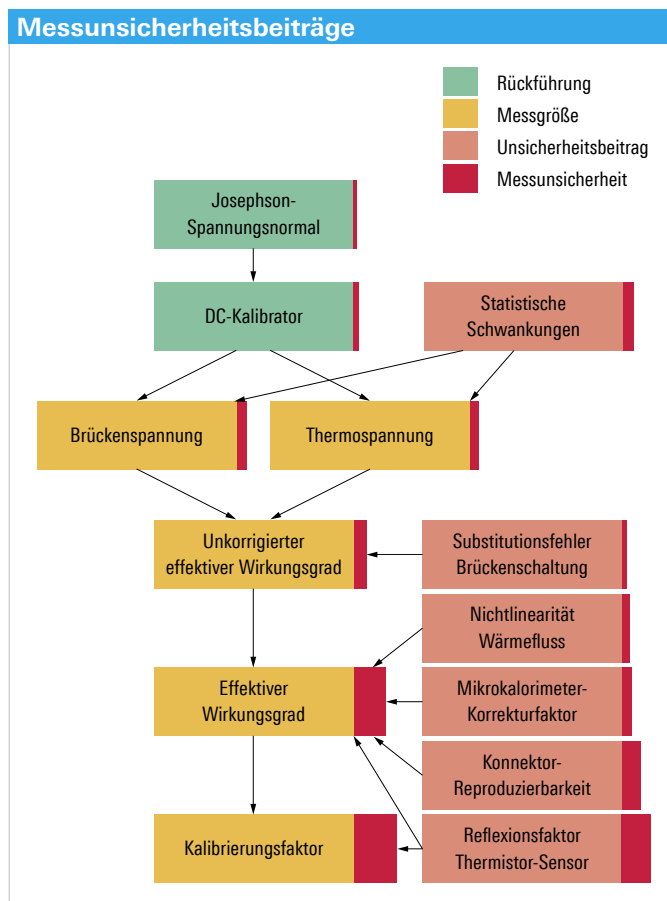 Messunsicherheitsbeiträge
Rückführung
Messgröße
Unsicherheitsbeitrag
Messunsicherheit
Josephson-
Spannungsnormal
DC-Kalibrator
Statistische
Schwankungen
Brückenspannung
Thermospannung
Unkorrigierter
effektiver Wirkungsgrad
Substitutionsfehler
Brückenschaltung
Nichtlinearität
Wärmefluss
Effektiver
Wirkungsgrad
Mikrokalorimeter-
Korrekturfaktor
Konnektor-
Reproduzierbarkeit
Kalibrierungsfaktor
Reflexionsfaktor
Thermistor-Sensor